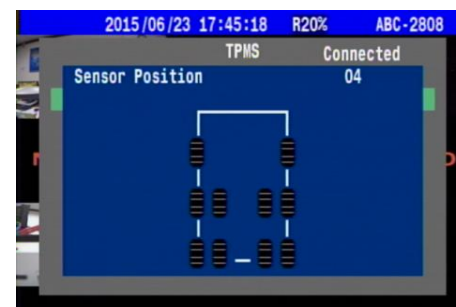 2015/06/23 17:45:18 R20% ABC-2808
TPMS Connected
Sensor Position 04